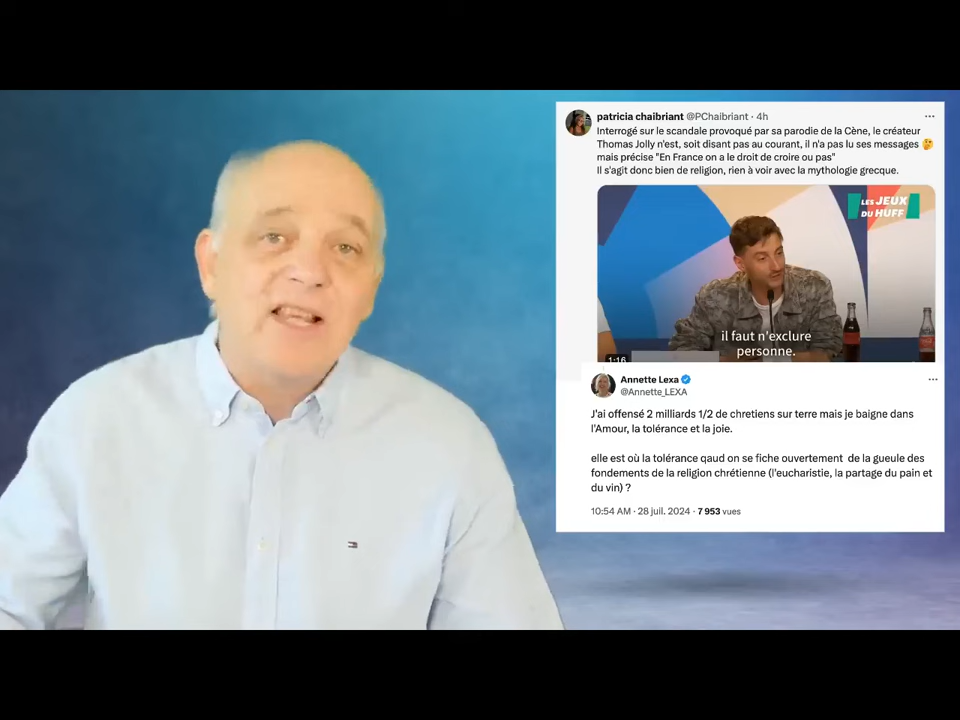 patricia chaibriant @PChaibriant · 4h
Interrogé sur le scandale provoqué par sa parodie de la Cène, le créateur
Thomas Jolly n'est, soit disant pas au courant, il n'a pas lu ses messages 🤔
mais précise "En France on a le droit de croire ou pas"
Il s'agit donc bien de religion, rien à voir avec la mythologie grecque.
LES JEUX
DU HUFF
il faut n'exclure
personne.
1:16
Annette Lexa
@Annette_LEXA
J'ai offensé 2 milliards 1/2 de chretiens sur terre mais je baigne dans
l'Amour, la tolérance et la joie.
elle est où la tolérance qaud on se fiche ouvertement de la gueule des
fondements de la religion chrétienne (l'eucharistie, la partage du pain et
du vin) ?
10:54 AM · 28 juil. 2024 · 7 953 vues